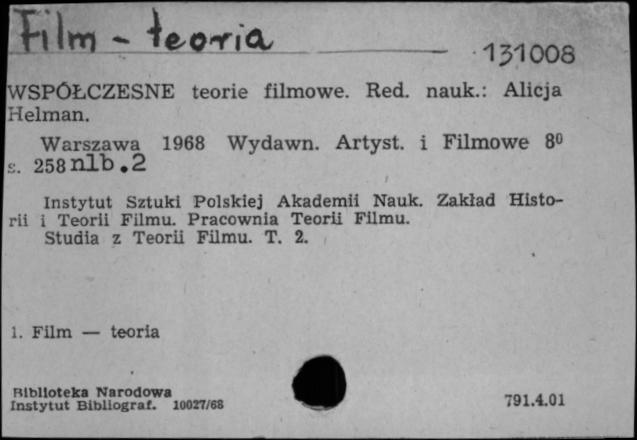 Film - teoria
131008
WSPÓŁCZESNE teorie filmowe. Red. nauk.: Alicja
Helman.
Warszawa 1968 Wydawn. Artyst. i Filmowe 8⁰
s. 258 nlb.2
Instytut Sztuki Polskiej Akademii Nauk. Zakład Histo-
rii i Teorii Filmu. Pracownia Teorii Filmu.
Studia z Teorii Filmu. T. 2.
1. Film — teoria
Biblioteka Narodowa
Instytut Bibliograf. 10027/68
791.4.01